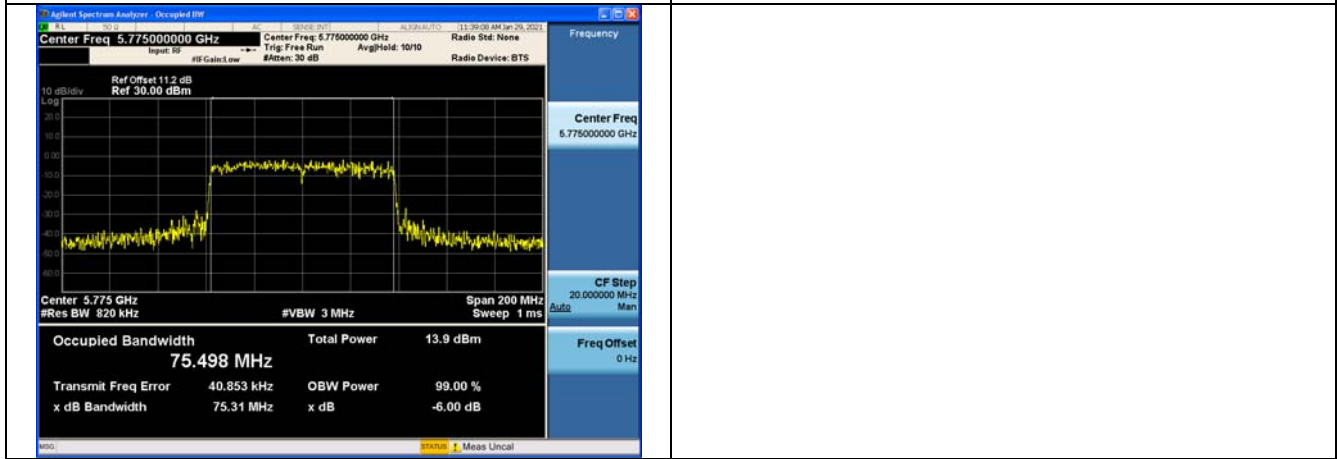 Agilent Spectrum Analyzer - Occupied BW
RL 50 Ω AC SENSE:INT ALIGN AUTO 11:39:08 AM Jan 29, 2021
Center Freq 5.775000000 GHz Center Freq: 5.775000000 GHz Radio Std: None
Input: RF Trig: Free Run Avg|Hold: 10/10
#IFGain:Low #Atten: 30 dB Radio Device: BTS
Frequency
Ref Offset 11.2 dB
10 dB/div Ref 30.00 dBm
Log
20.0
10.0
0.00
-10.0
-20.0
-30.0
-40.0
-50.0
-60.0
Center Freq
5.775000000 GHz
Center 5.775 GHz Span 200 MHz
#Res BW 820 kHz #VBW 3 MHz Sweep 1 ms
CF Step
20.000000 MHz
Auto Man
Occupied Bandwidth Total Power 13.9 dBm
75.498 MHz
Transmit Freq Error 40.853 kHz OBW Power 99.00 %
x dB Bandwidth 75.31 MHz x dB -6.00 dB
Freq Offset
0 Hz
MSG STATUS Meas Uncal